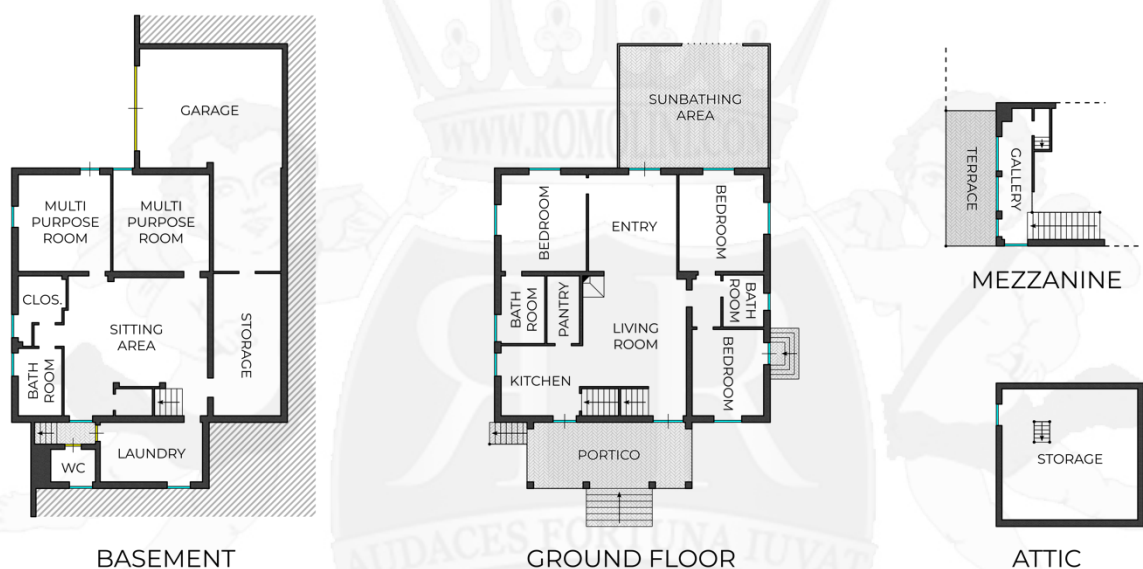 GARAGE
MULTI
PURPOSE
ROOM
MULTI
PURPOSE
ROOM
CLOS.
SITTING
AREA
STORAGE
BATH
ROOM
LAUNDRY
WC
BASEMENT
SUNBATHING
AREA
BEDROOM
ENTRY
BEDROOM
BATH
ROOM
PANTRY
LIVING
ROOM
BATH
ROOM
KITCHEN
BEDROOM
PORTICO
GROUND FLOOR
TERRACE
GALLERY
MEZZANINE
STORAGE
ATTIC
WWW.ROMOLINI.COM
AUDACES FORTUNA IUVAT